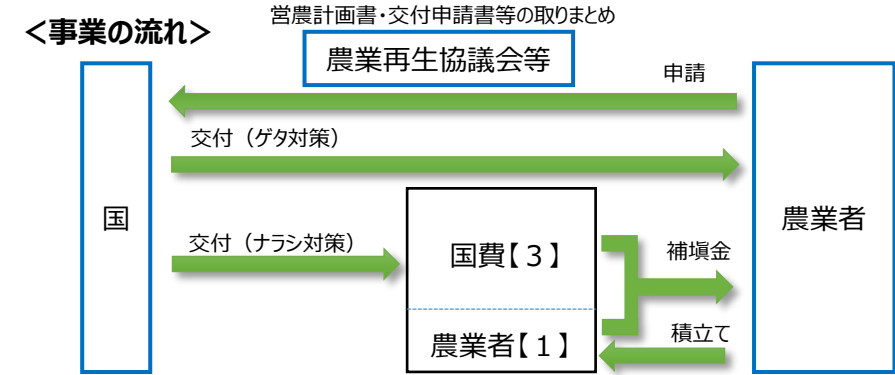 営農計画書・交付申請書等の取りまとめ
＜事業の流れ＞
農業再生協議会等
申請
交付（ゲタ対策）
国
農業者
交付（ナラシ対策）
国費【３】
補塡金
農業者【１】
積立て